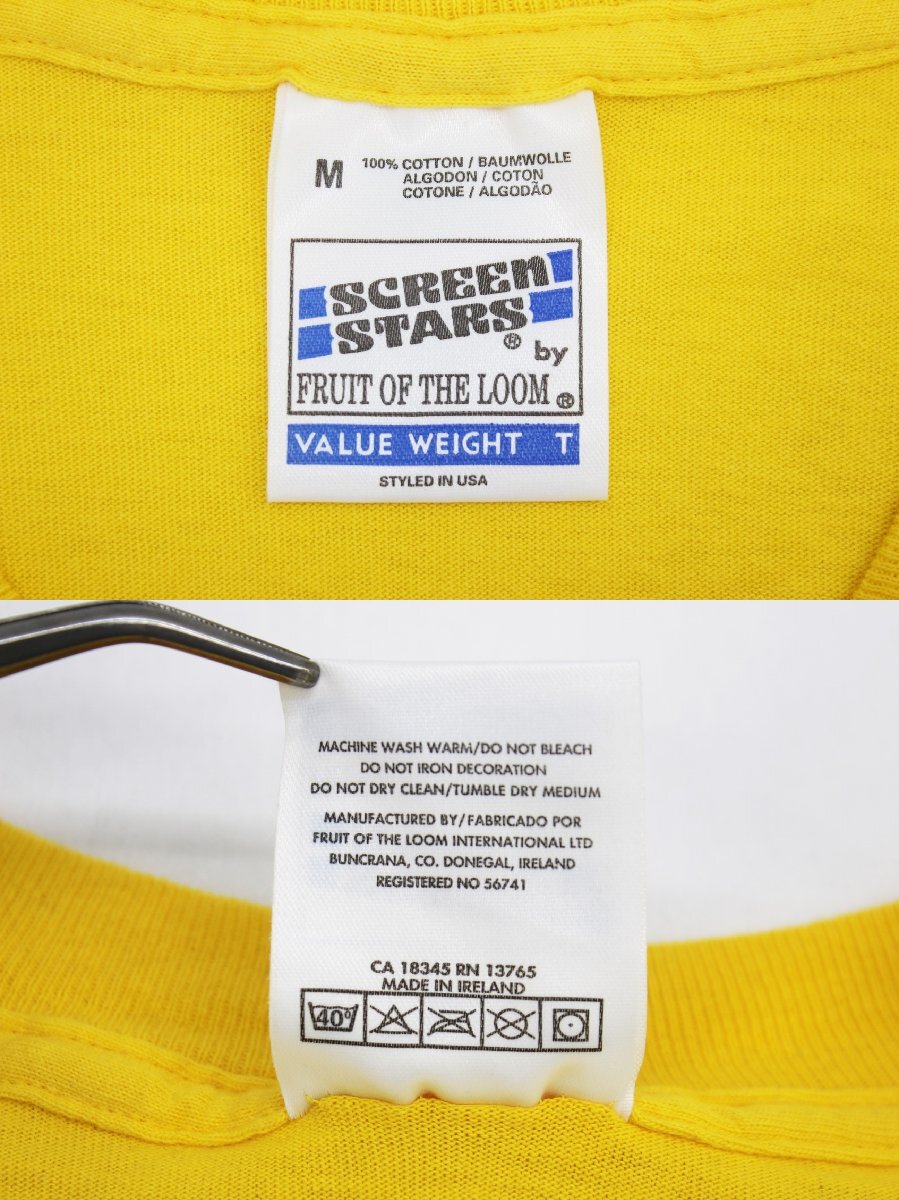 M
100% COTTON / BAUMWOLLE
ALGODON / COTON
COTONE / ALGODÃO
SCREEN
STARS® by
FRUIT OF THE LOOM®
VALUE WEIGHT T
STYLED IN USA
MACHINE WASH WARM/DO NOT BLEACH
DO NOT IRON DECORATION
DO NOT DRY CLEAN/TUMBLE DRY MEDIUM
MANUFACTURED BY/FABRICADO POR
FRUIT OF THE LOOM INTERNATIONAL LTD
BUNCRANA, CO. DONEGAL, IRELAND
REGISTERED NO 56741
CA 18345 RN 13765
MADE IN IRELAND
40°